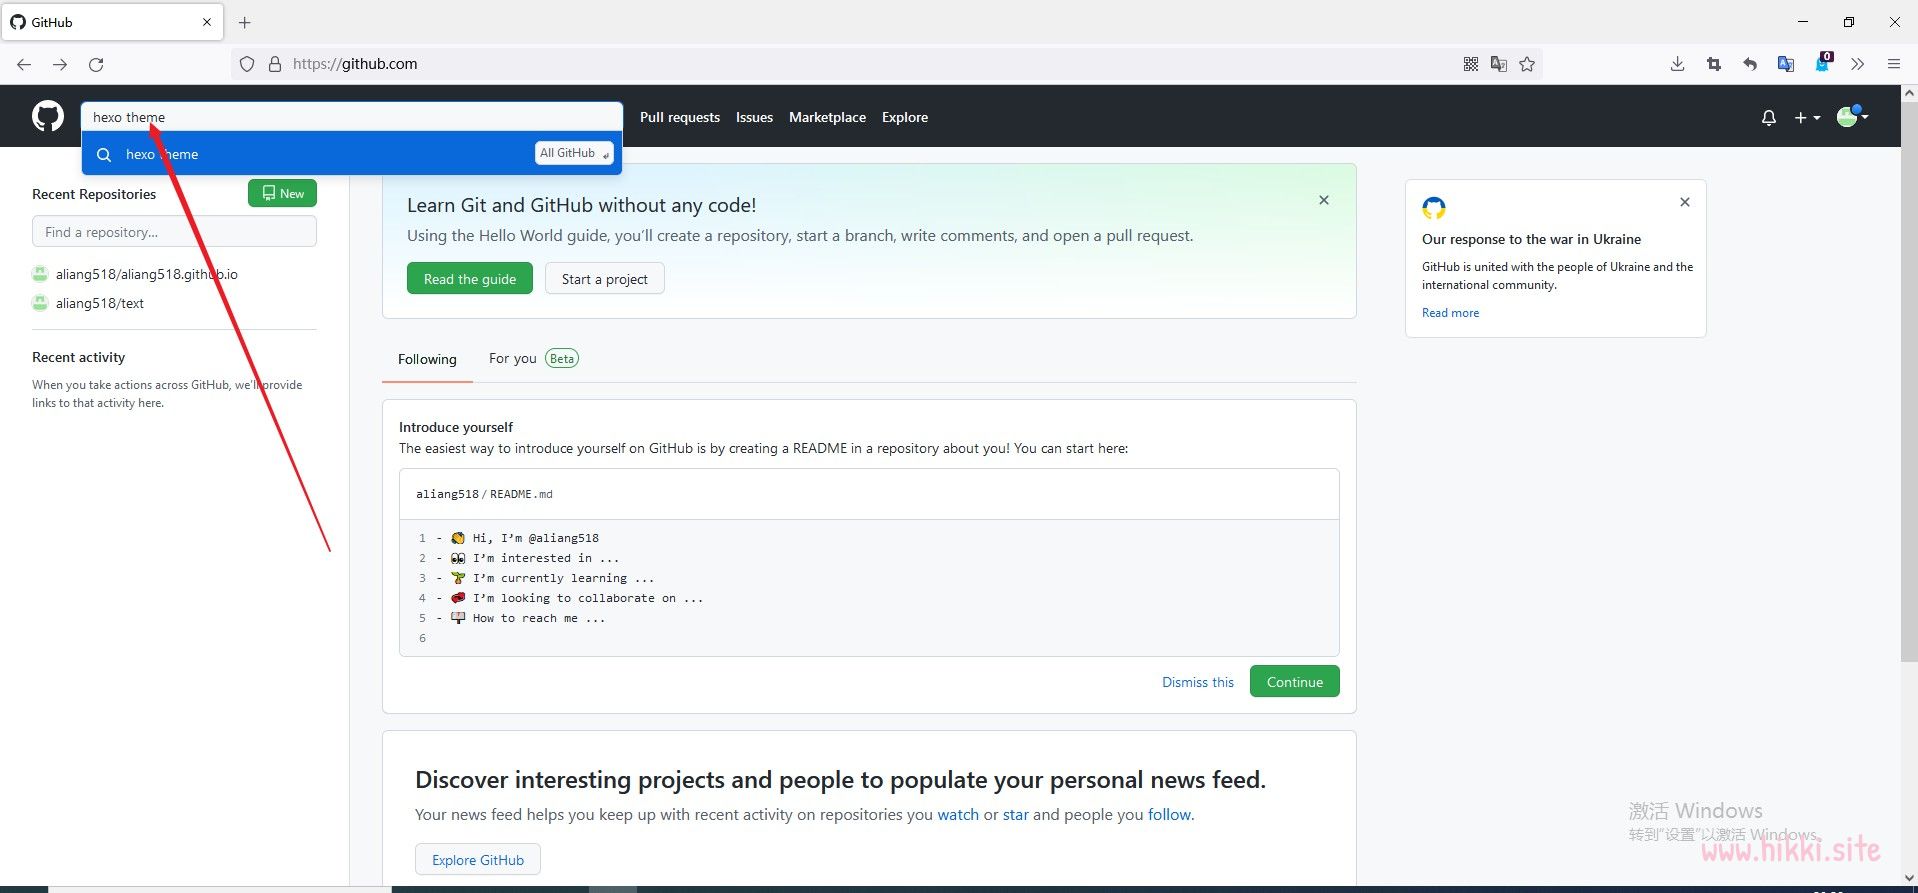 GitHub
https://github.com
0
hexo theme
Pull requests
Issues
Marketplace
Explore
All GitHub
Recent Repositories
New
Find a repository...
aliang518/aliang518.github.io
aliang518/text
Recent activity
When you take actions across GitHub, we'll provide
links to that activity here.
Learn Git and GitHub without any code!
Using the Hello World guide, you'll create a repository, start a branch, write comments, and open a pull request.
Read the guide
Start a project
Following
For you
Beta
Introduce yourself
The easiest way to introduce yourself on GitHub is by creating a README in a repository about you! You can start here:
aliang518/README.md
1 - 👋 Hi, I'm @aliang518
2 - 👀 I'm interested in ...
3 - 🌱 I'm currently learning ...
4 - 💞️ I'm looking to collaborate on ...
5 - 📫 How to reach me ...
6
Dismiss this
Continue
Discover interesting projects and people to populate your personal news feed.
Your news feed helps you keep up with recent activity on repositories you watch or star and people you follow.
Explore GitHub
Our response to the war in Ukraine
GitHub is united with the people of Ukraine and the
international community.
Read more
激活 Windows
转到"设置"以激活 Windows。
www.hikki.site